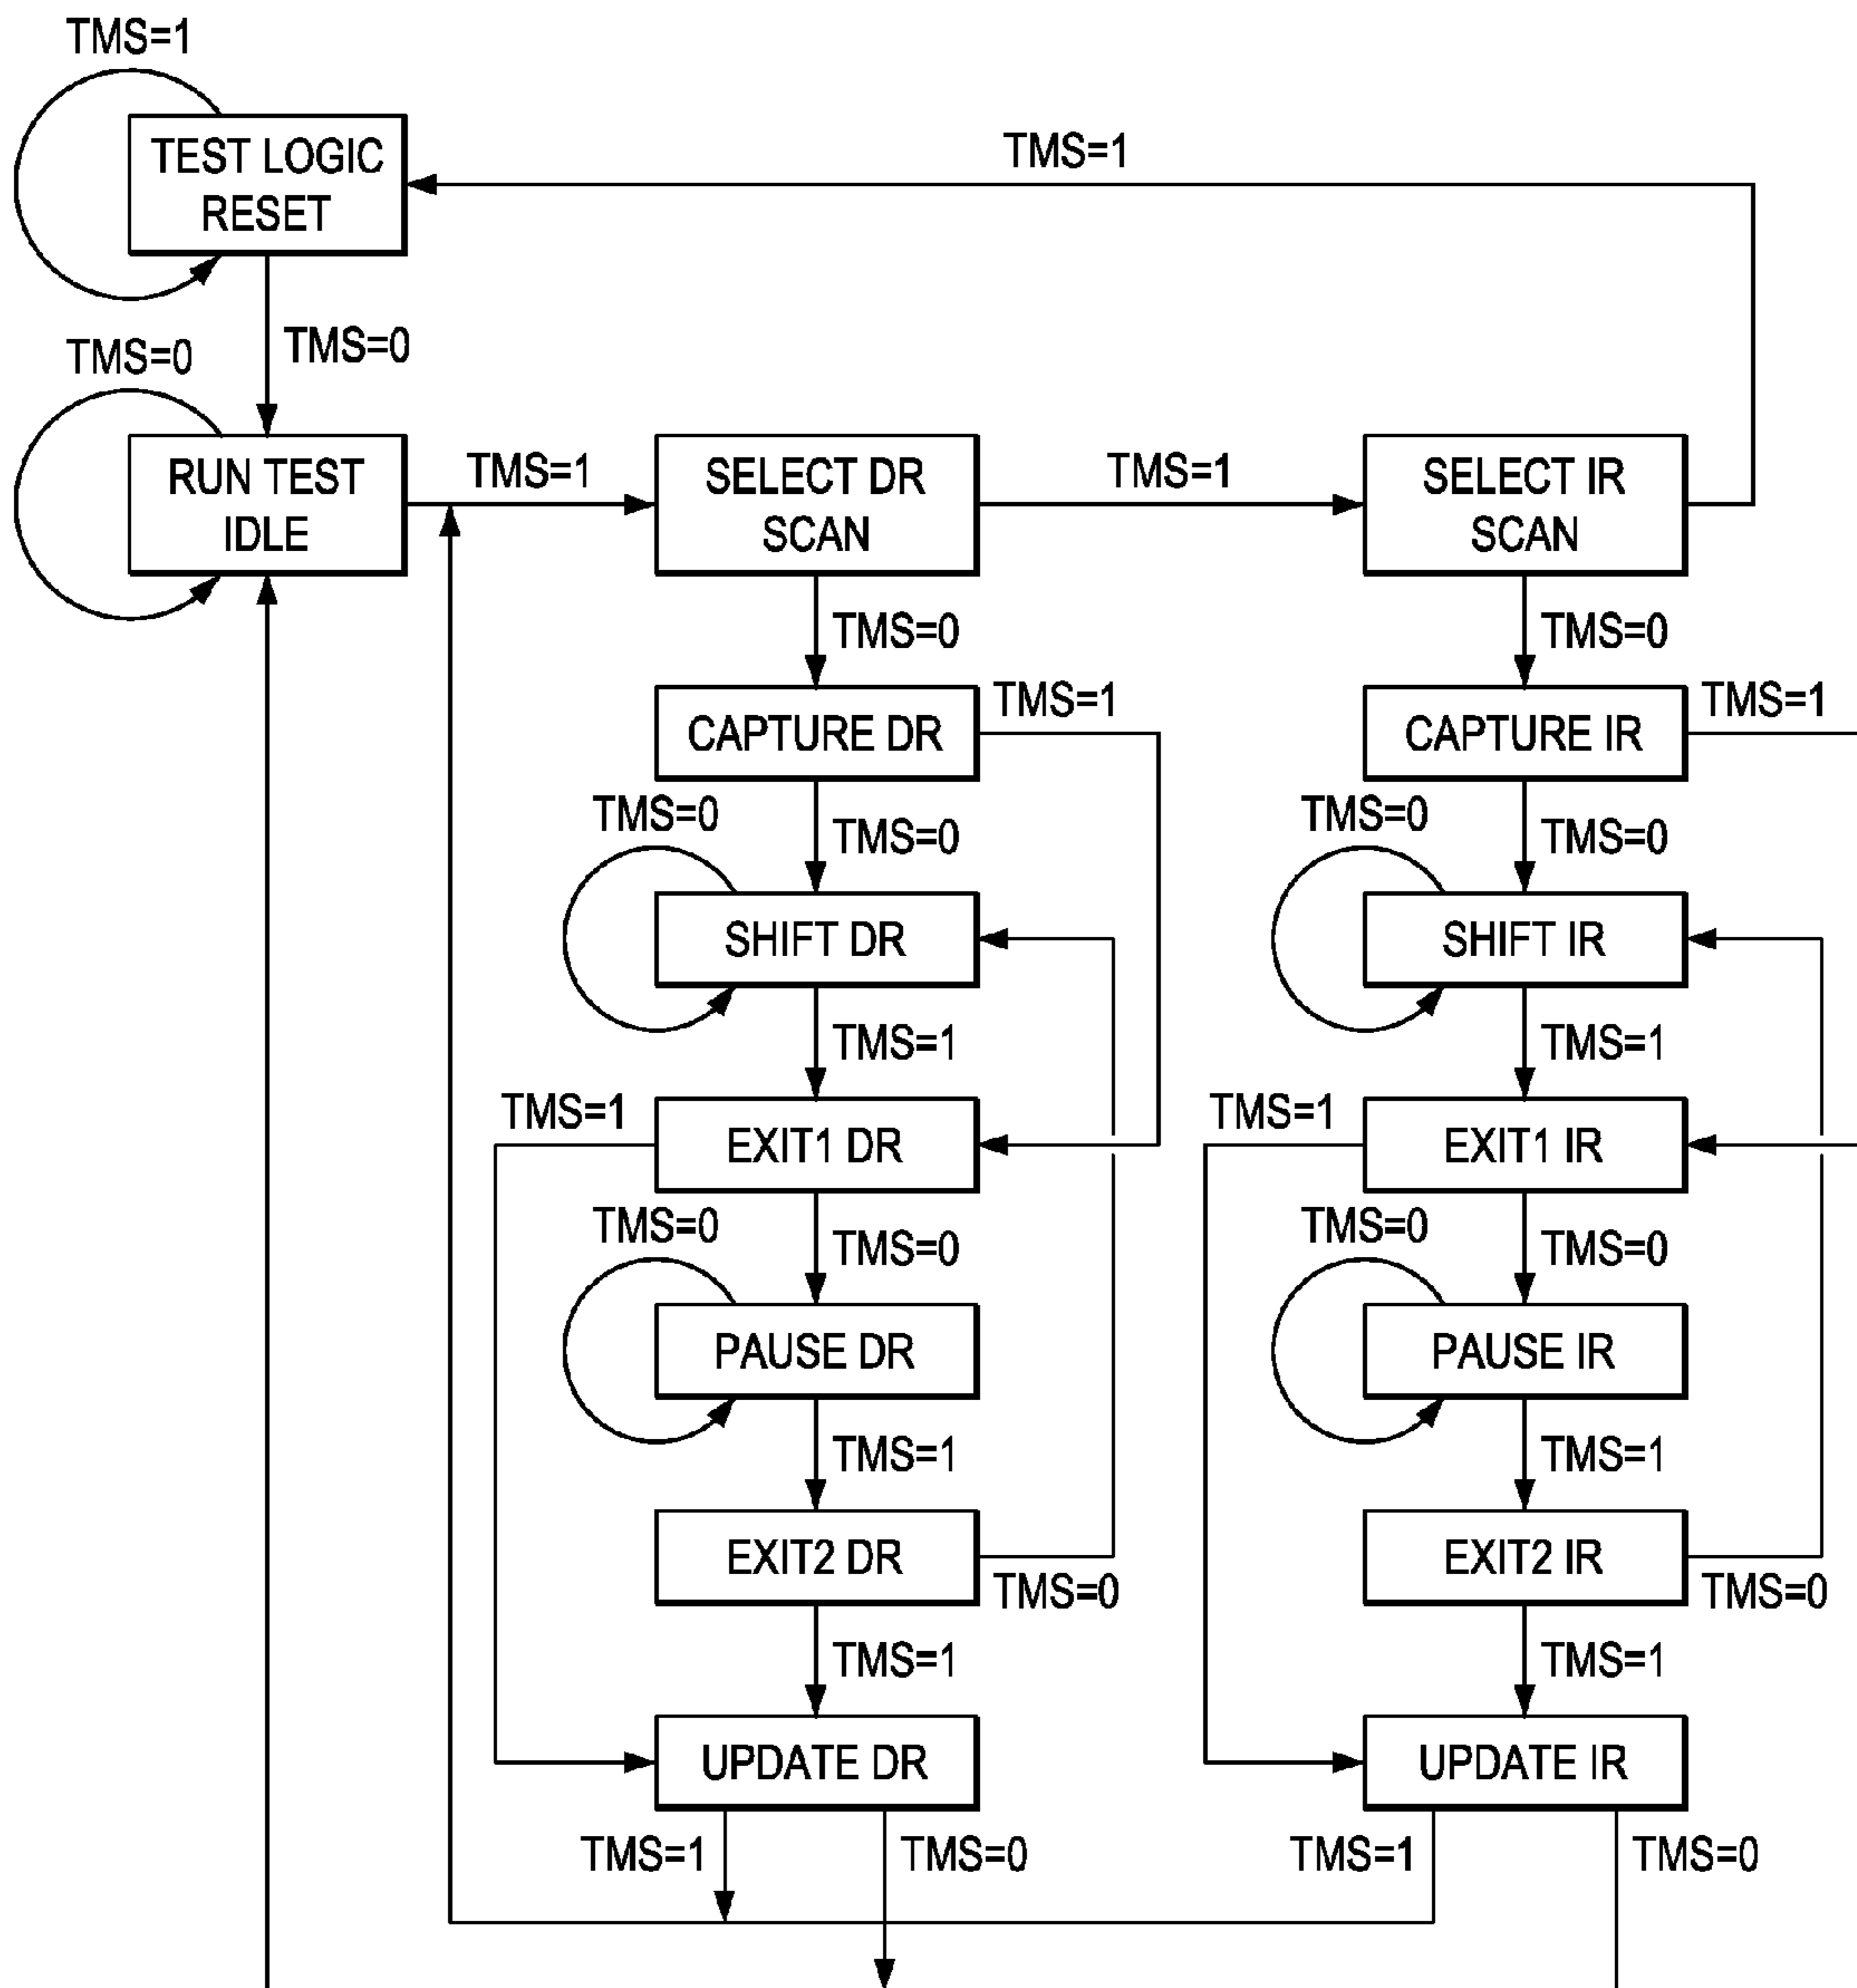 TMS=1
TEST LOGIC
RESET
TMS=1
TMS=0
TMS=0
RUN TEST
IDLE
TMS=1
SELECT DR
SCAN
TMS=1
SELECT IR
SCAN
TMS=0
TMS=0
CAPTURE DR
TMS=1
CAPTURE IR
TMS=1
TMS=0
TMS=0
TMS=0
TMS=0
SHIFT DR
SHIFT IR
TMS=1
TMS=1
TMS=1
EXIT1 DR
TMS=1
EXIT1 IR
TMS=0
TMS=0
TMS=0
TMS=0
PAUSE DR
PAUSE IR
TMS=1
TMS=1
EXIT2 DR
TMS=0
EXIT2 IR
TMS=0
TMS=1
TMS=1
UPDATE DR
UPDATE IR
TMS=1
TMS=0
TMS=1
TMS=0